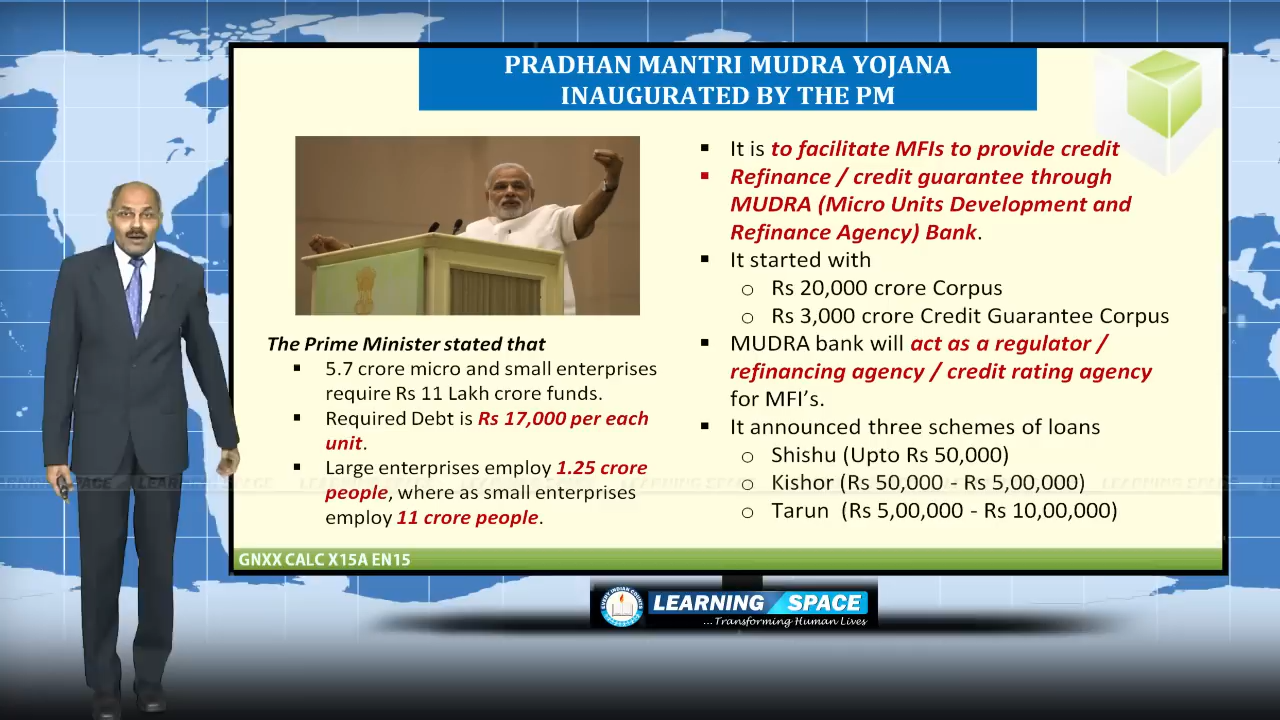 PRADHAN MANTRI MUDRA YOJANA
INAUGURATED BY THE PM
The Prime Minister stated that
▪ 5.7 crore micro and small enterprises
require Rs 11 Lakh crore funds.
▪ Required Debt is Rs 17,000 per each
unit.
▪ Large enterprises employ 1.25 crore
people, where as small enterprises
employ 11 crore people.
▪ It is to facilitate MFIs to provide credit
▪ Refinance / credit guarantee through
MUDRA (Micro Units Development and
Refinance Agency) Bank.
▪ It started with
o Rs 20,000 crore Corpus
o Rs 3,000 crore Credit Guarantee Corpus
▪ MUDRA bank will act as a regulator /
refinancing agency / credit rating agency
for MFI's.
▪ It announced three schemes of loans
o Shishu (Upto Rs 50,000)
o Kishor (Rs 50,000 - Rs 5,00,000)
o Tarun (Rs 5,00,000 - Rs 10,00,000)
GNXX CALC X15A EN15
LEARNING SPACE
...Transforming Human Lives